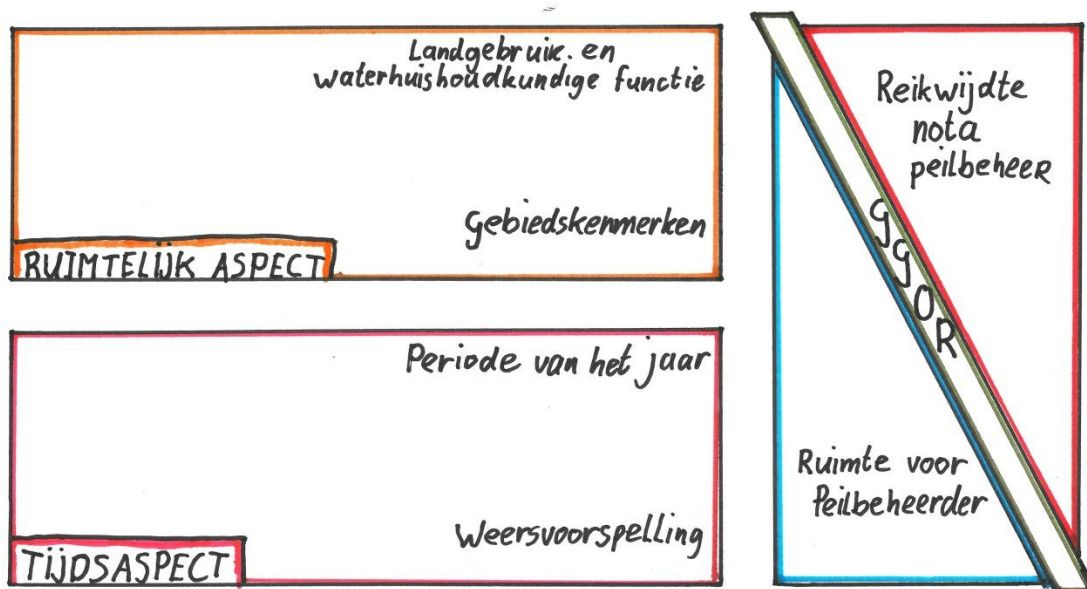 Landgebruik. en
waterhuishoudkundige functie
Gebiedskenmerken
RUIMTELIJK ASPECT
Periode van het jaar
Weersvoorspelling
TIJDSASPECT
Reikwijdte
nota
peilbeheer
GGOR
Ruimte voor
Peilbeheerder